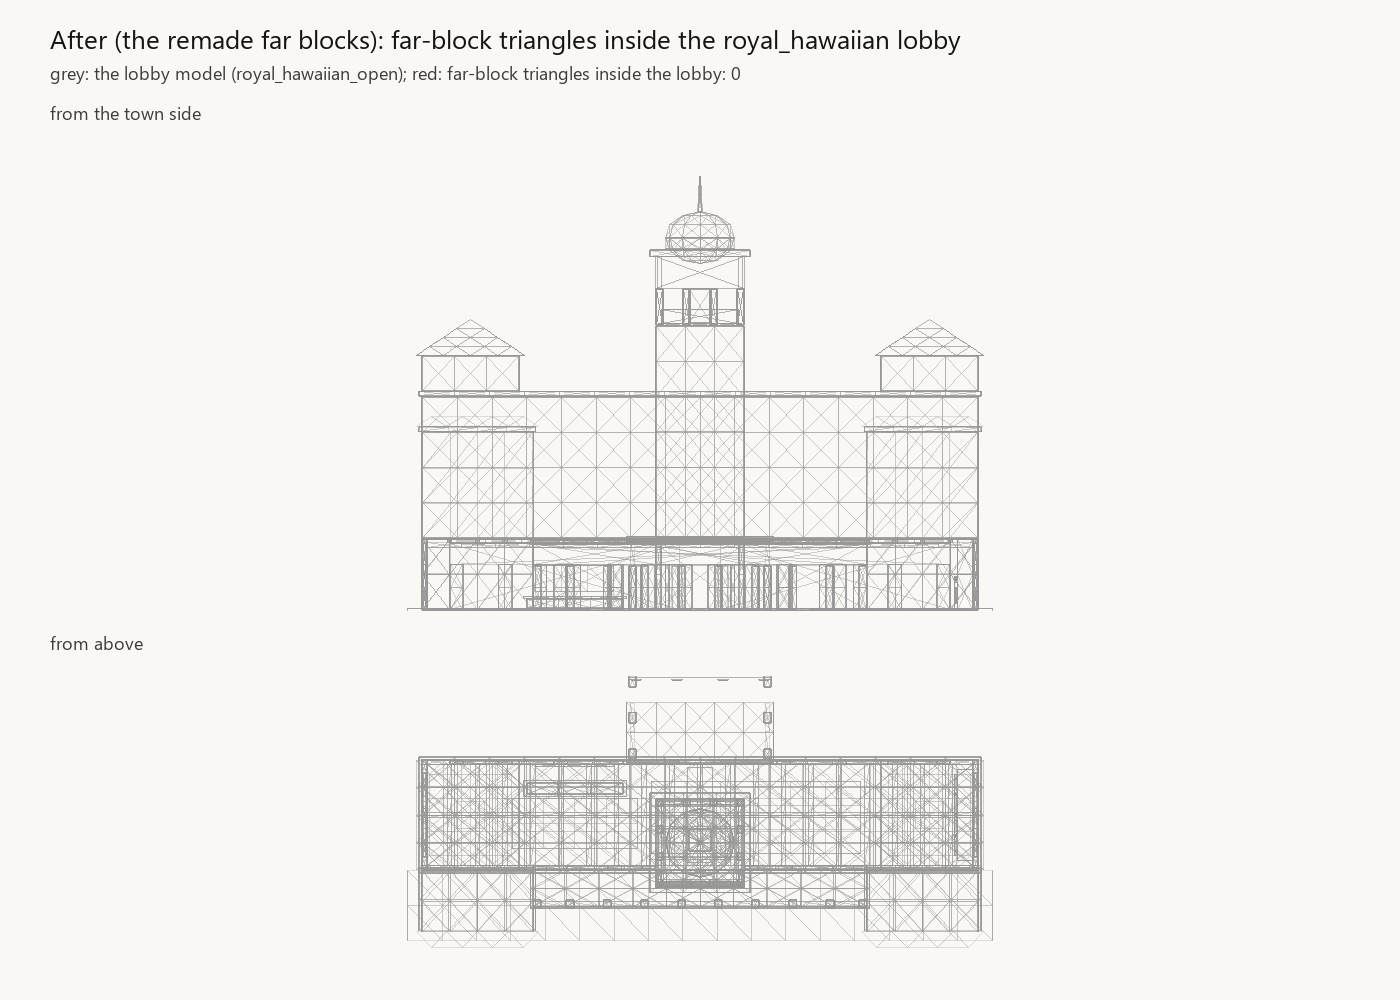 After (the remade far blocks): far-block triangles inside the royal_hawaiian lobby
grey: the lobby model (royal_hawaiian_open); red: far-block triangles inside the lobby: 0
from the town side
from above